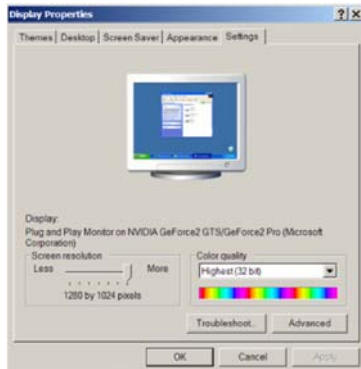 Display Properties
Themes Desktop Screen Saver Appearance Settings
Display:
Plug and Play Monitor on NVIDIA GeForce2 GTS/GeForce2 Pro (Microsoft
Corporation)
Screen resolution
Less More
1280 by 1024 pixels
Color quality
Highest (32 bit)
Troubleshoot... Advanced
OK Cancel Apply